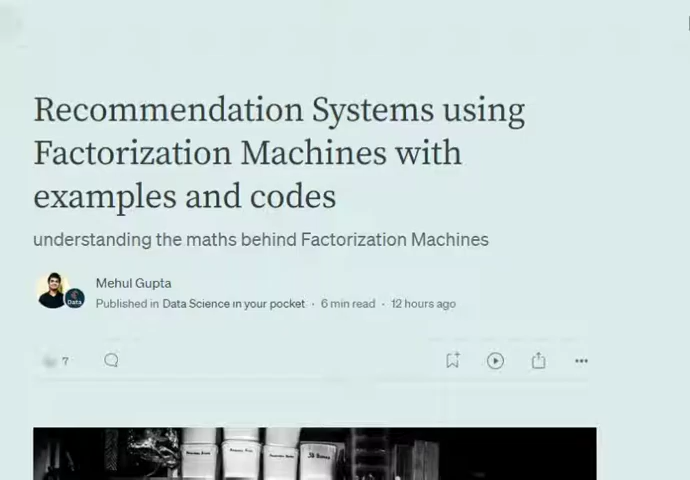 Recommendation Systems using
Factorization Machines with
examples and codes
understanding the maths behind Factorization Machines
Mehul Gupta
Data
Published in Data Science in your pocket · 6 min read · 12 hours ago
7